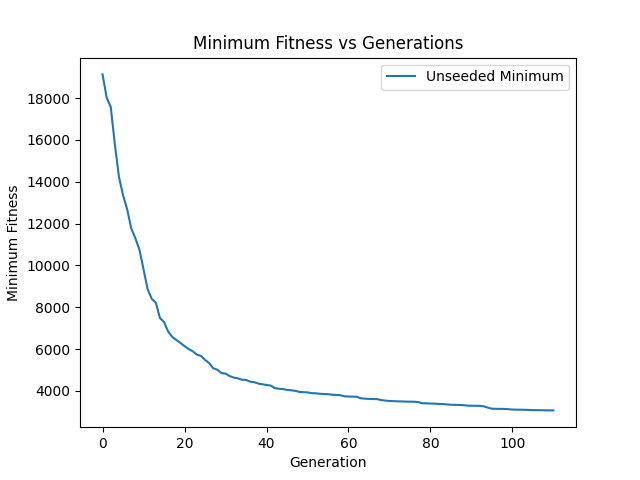 Minimum Fitness vs Generations
Unseeded Minimum
Minimum Fitness
18000
16000
14000
12000
10000
8000
6000
4000
0 20 40 60 80 100
Generation